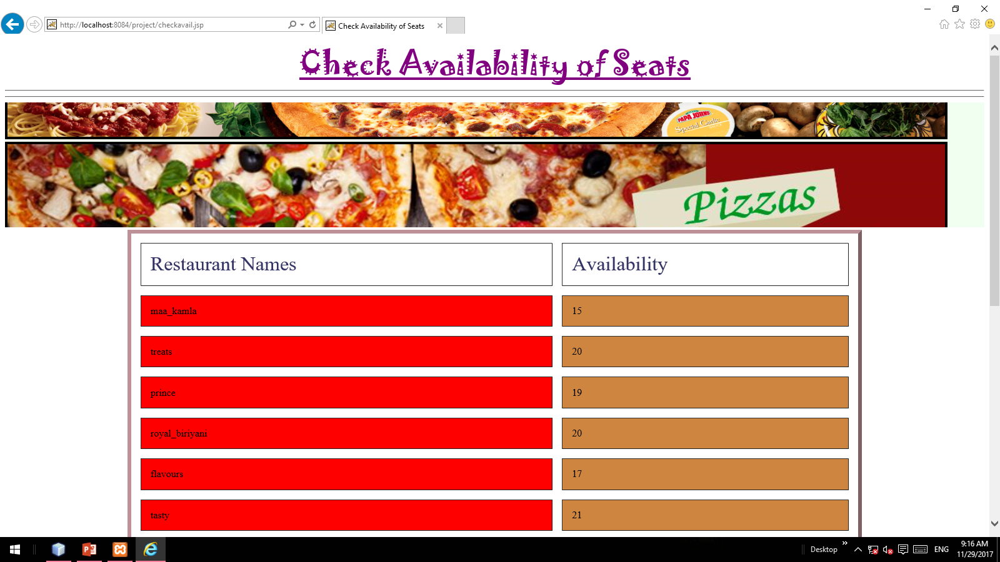 http://localhost:8084/project/checkavail.jsp
Check Availability of Seats
Check Availability of Seats
PAPA JOHNS
Special Garlic
Pizzas
Restaurant Names Availability
maa_kamla 15
treats 20
prince 19
royal_biriyani 20
flavours 17
tasty 21
Desktop
ENG
9:16 AM
11/29/2017